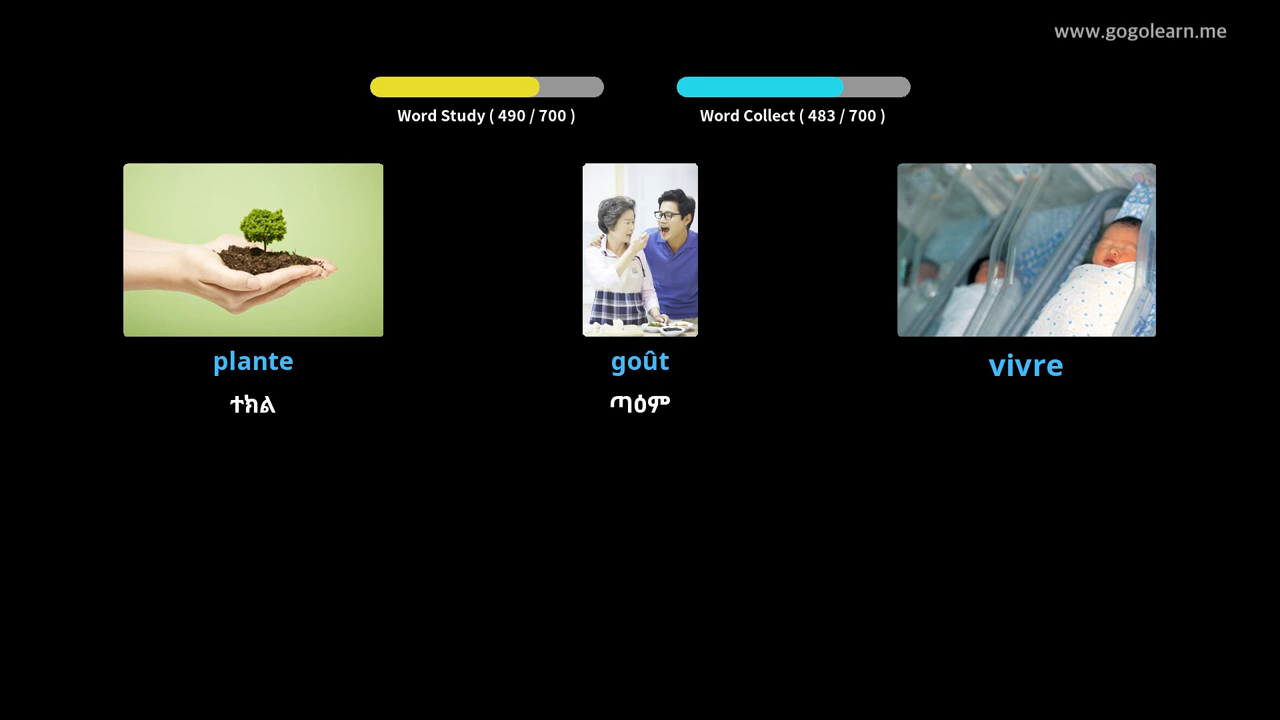 www.gogolearn.me
Word Study ( 490 / 700 )
Word Collect ( 483 / 700 )
plante
goût
vivre
ተክል
ጣዕም